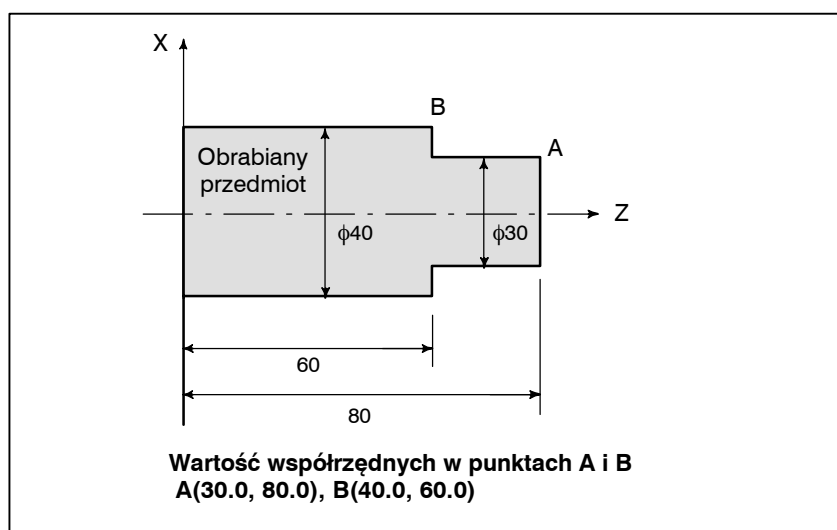 X
B
A
Obrabiany
przedmiot
Z
ϕ40
ϕ30
60
80
Wartość współrzędnych w punktach A i B
A(30.0, 80.0), B(40.0, 60.0)